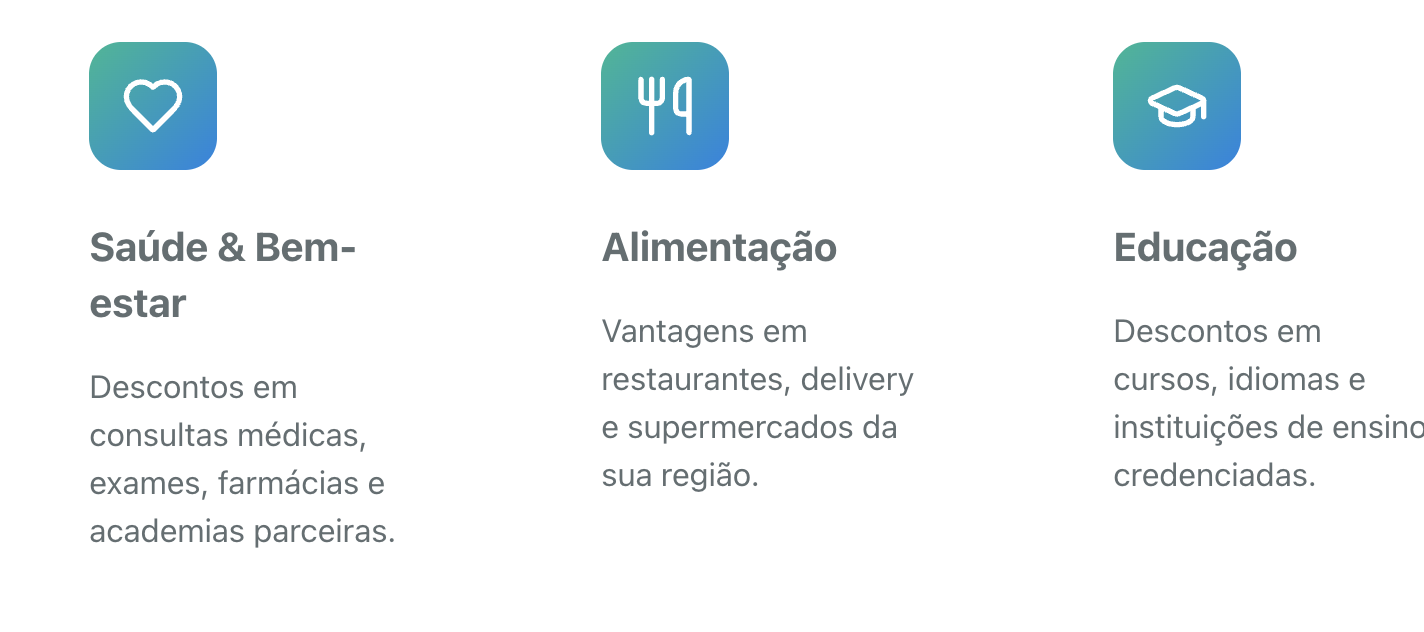 Saúde & Bem-
estar
Descontos em
consultas médicas,
exames, farmácias e
academias parceiras.
Alimentação
Vantagens em
restaurantes, delivery
e supermercados da
sua região.
Educação
Descontos em
cursos, idiomas e
instituições de ensino
credenciadas.